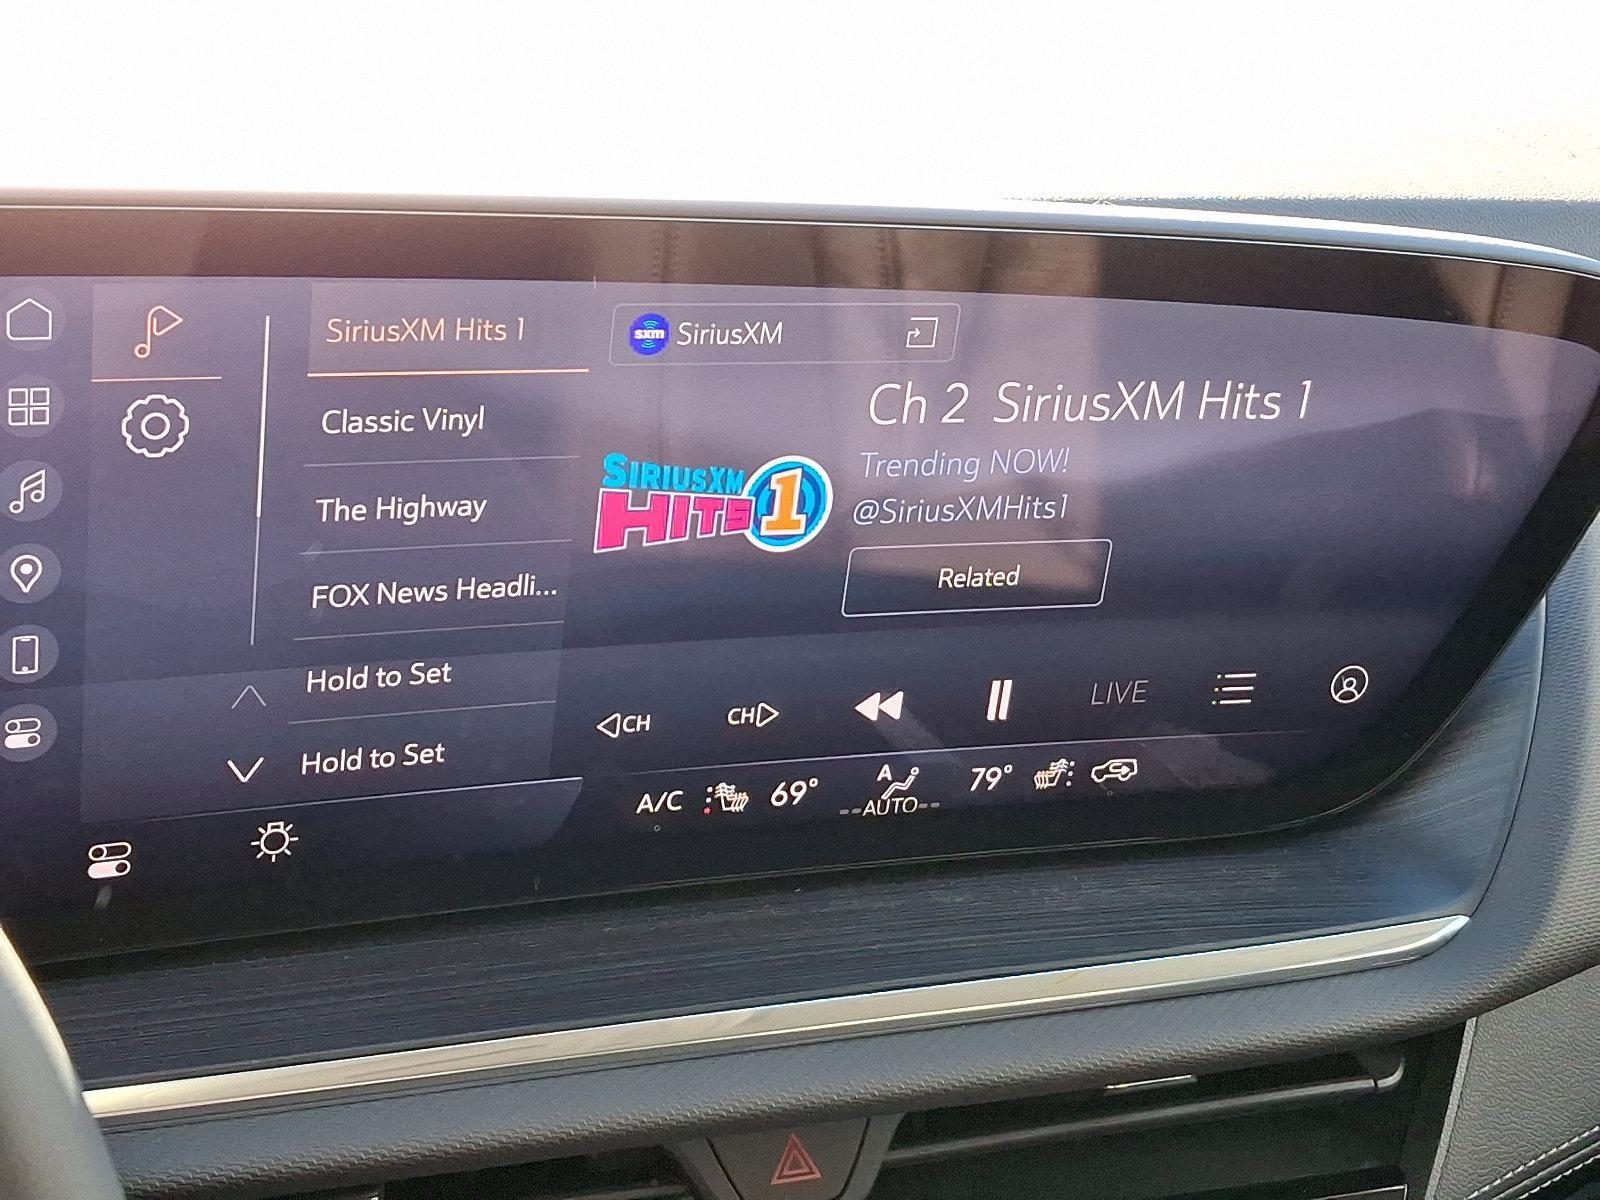 SiriusXM Hits 1
Classic Vinyl
The Highway
FOX News Headli...
Hold to Set
Hold to Set
sxm SiriusXM
Ch 2 SiriusXM Hits 1
Trending NOW!
@SiriusXMHits1
SIRIUSXM
HITS 1
Related
CH
CH
LIVE
A/C
69°
A
AUTO
79°